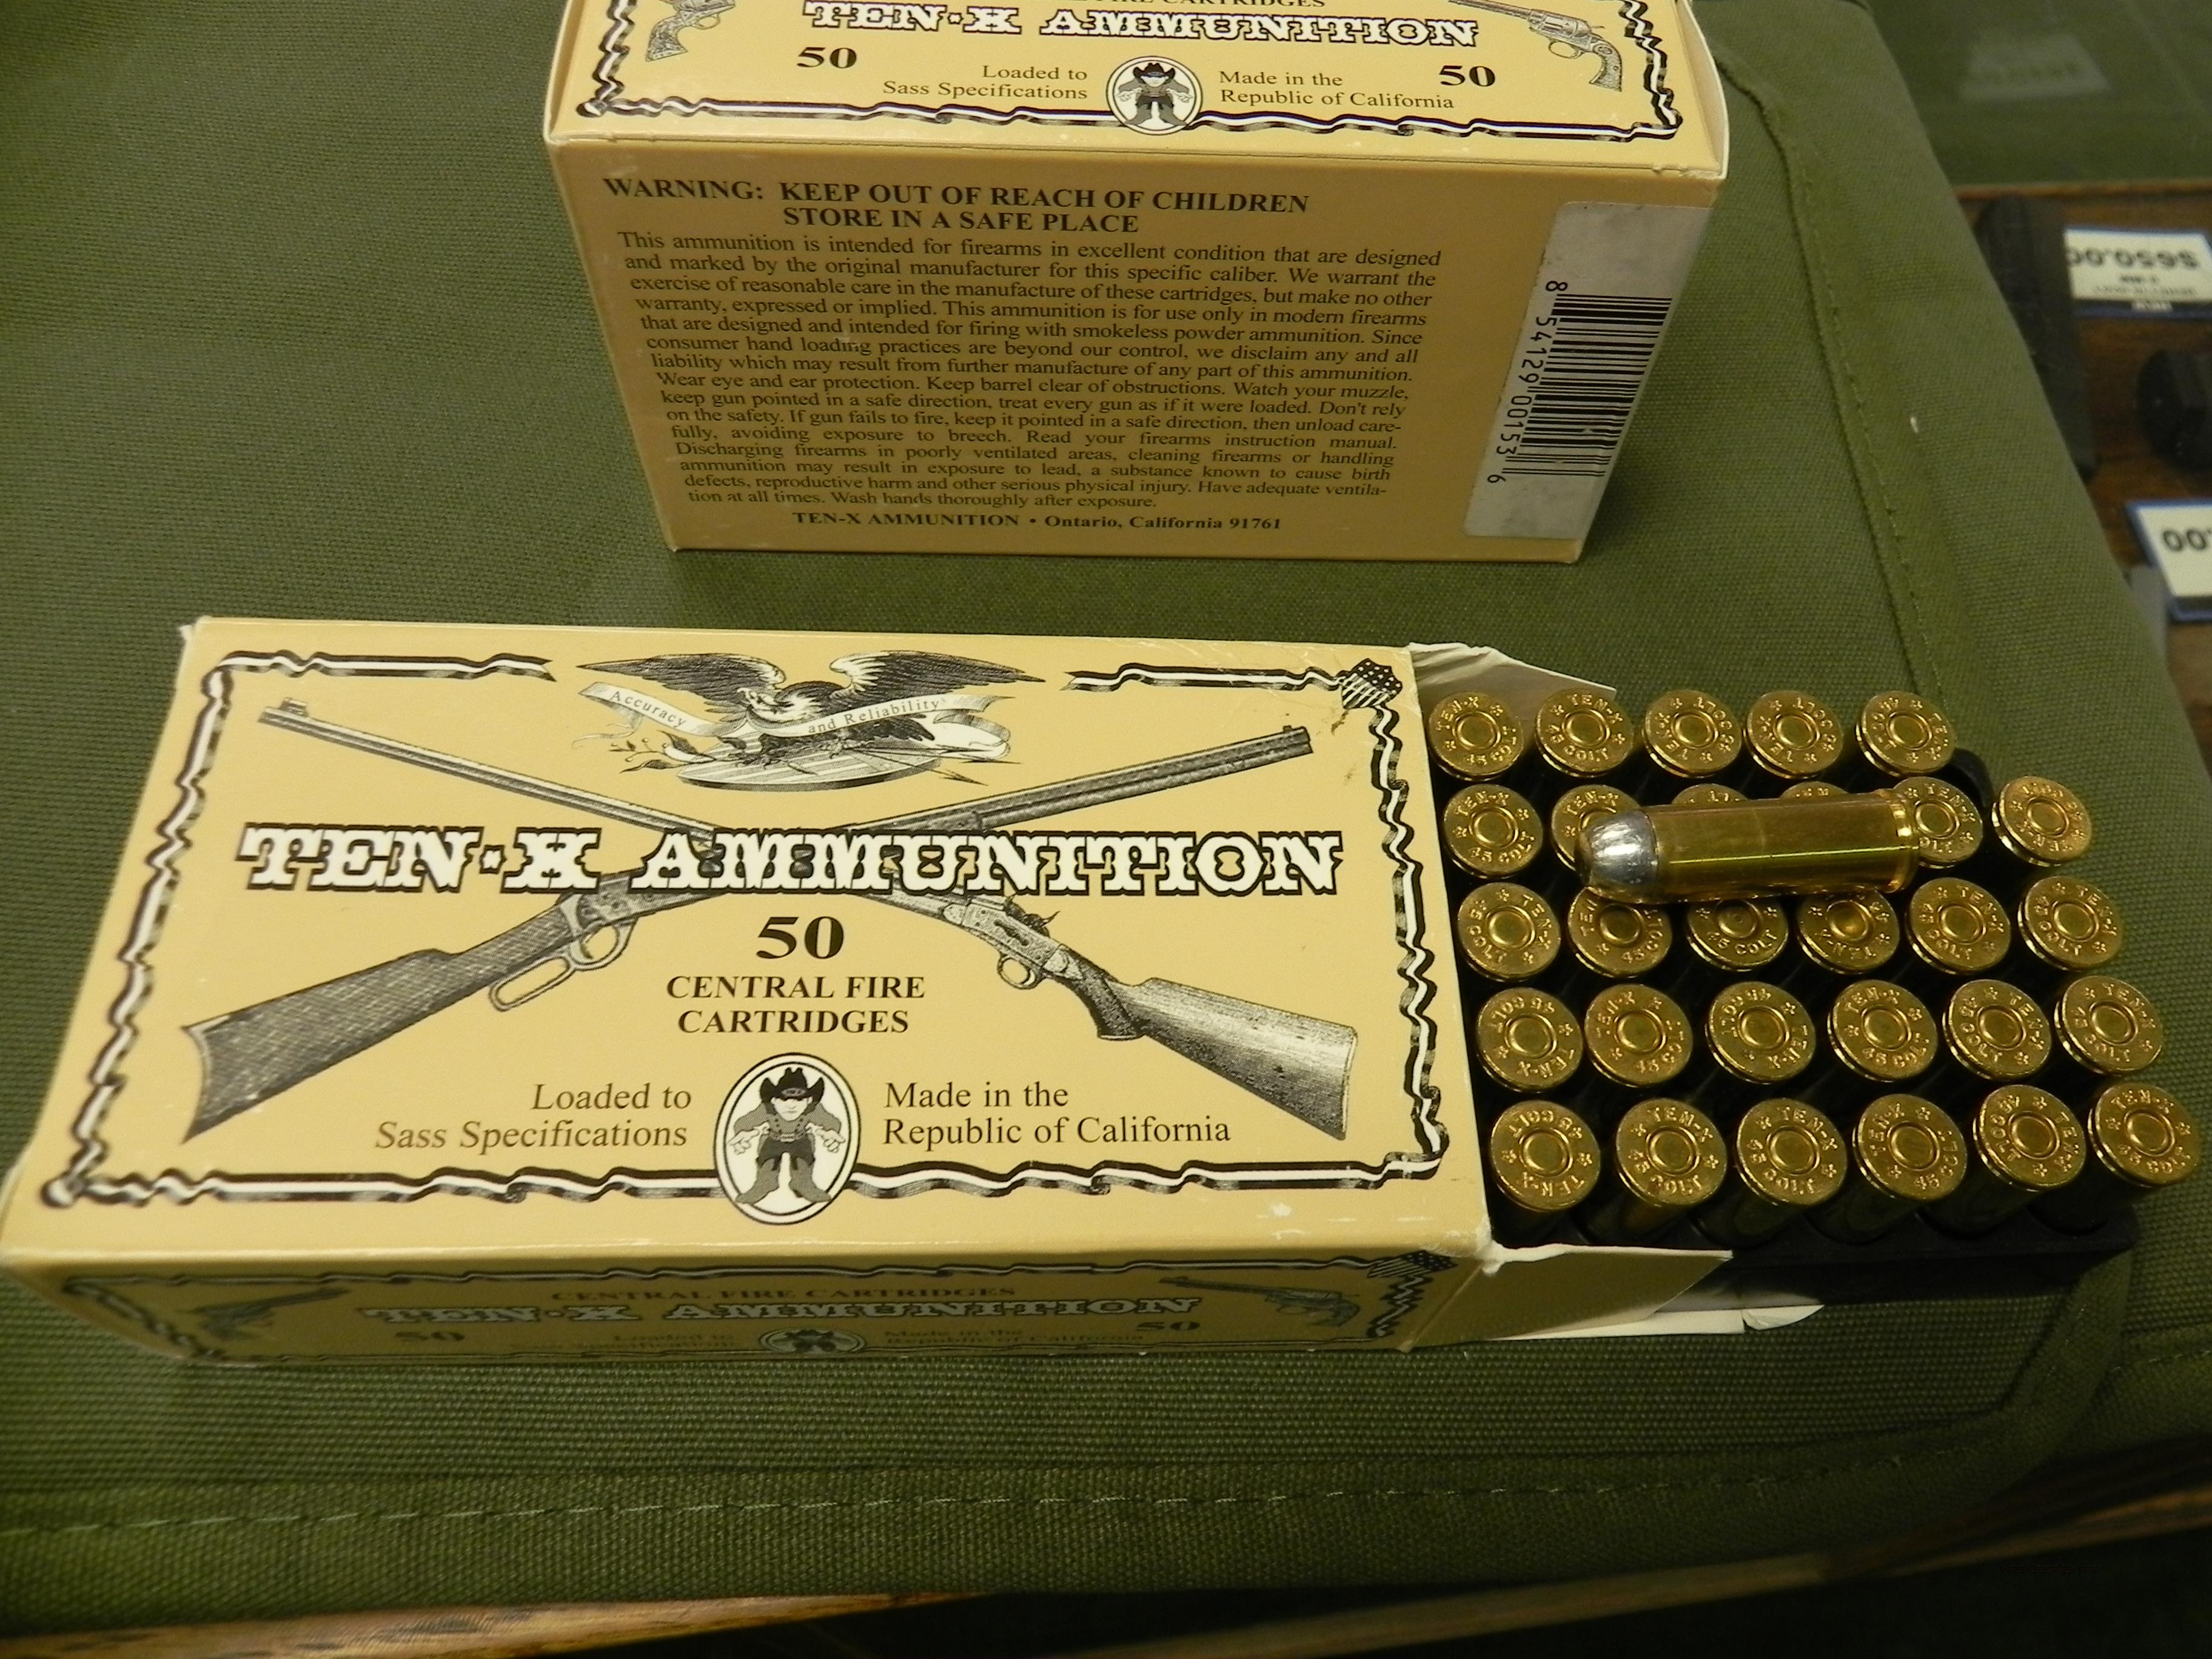 TEN-X AMMUNITION
50
50
Loaded to
Sass Specifications
Made in the
Republic of California
WARNING: KEEP OUT OF REACH OF CHILDREN
STORE IN A SAFE PLACE
This ammunition is intended for firearms in excellent condition that are designed
and marked by the original manufacturer for this specific caliber. We warrant the
exercise of reasonable care in the manufacture of these cartridges, but make no other
warranty, expressed or implied. This ammunition is for use only in modern firearms
that are designed and intended for firing with smokeless powder ammunition. Since
consumer hand loading practices are beyond our control, we disclaim any and all
liability which may result from further manufacture of any part of this ammunition.
Wear eye and ear protection. Keep barrel clear of obstructions. Watch your muzzle,
keep gun pointed in a safe direction, treat every gun as if it were loaded. Don't rely
on the safety. If gun fails to fire, keep it pointed in a safe direction, then unload care-
fully, avoiding exposure to breech. Read your firearms instruction manual.
Discharging firearms in poorly ventilated areas, cleaning firearms or handling
ammunition may result in exposure to lead, a substance known to cause birth
defects, reproductive harm and other serious physical injury. Have adequate ventila-
tion at all times. Wash hands thoroughly after exposure.
TEN-X AMMUNITION • Ontario, California 91761
8 54129 00153 6
$650.00
Accuracy and Reliability
TEN·X AMMUNITION
50
CENTRAL FIRE
CARTRIDGES
Loaded to
Sass Specifications
Made in the
Republic of California
CENTRAL FIRE CARTRIDGES
TEN·X AMMUNITION
50
50
Loaded to
Made in the
Republic of California
TEN-X
45 COLT